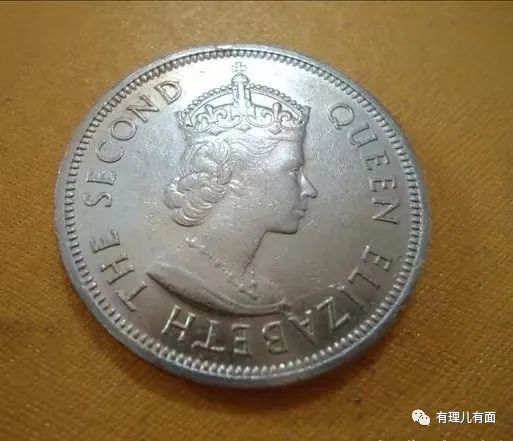 QUEEN ELIZABETH THE SECOND
有理儿有面